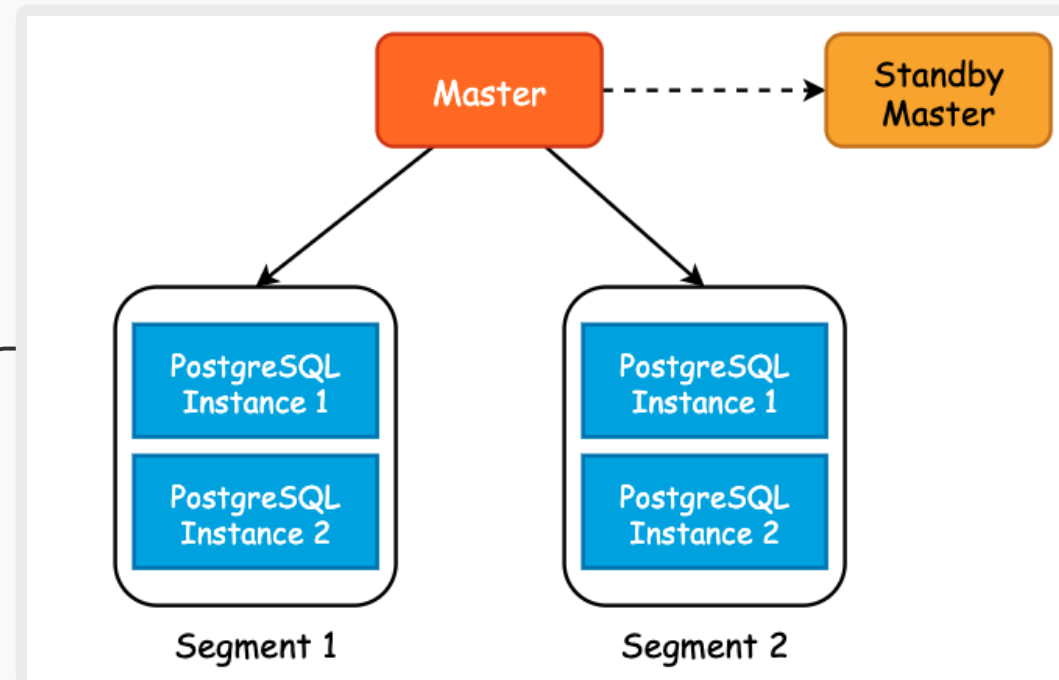 Master
Standby
Master
PostgreSQL
Instance 1
PostgreSQL
Instance 2
Segment 1
PostgreSQL
Instance 1
PostgreSQL
Instance 2
Segment 2